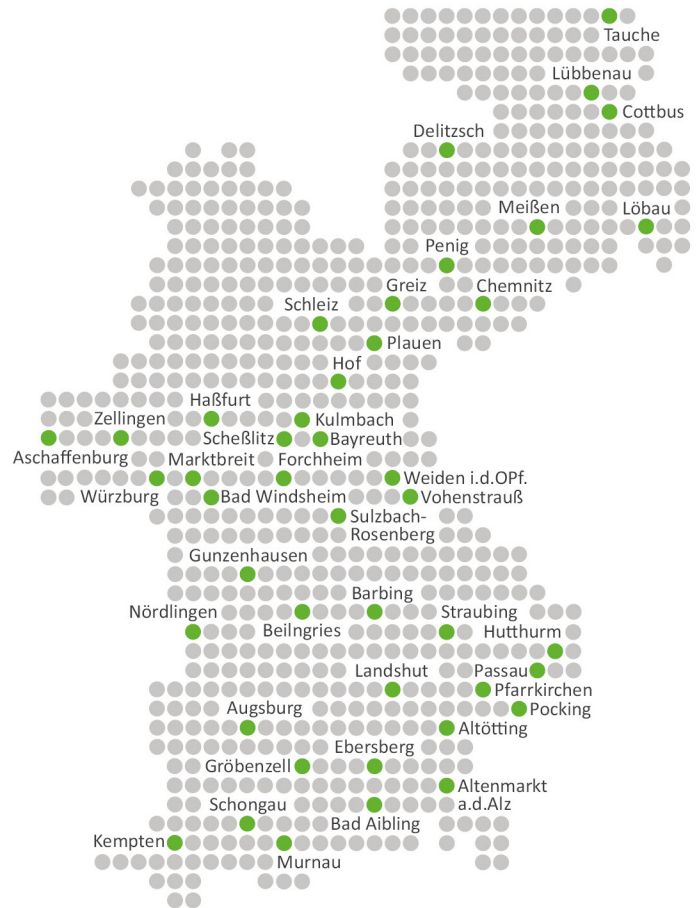 Tauche
Lübbenau
Cottbus
Delitzsch
Meißen
Löbau
Penig
Greiz
Chemnitz
Schleiz
Plauen
Hof
Haßfurt
Zellingen
Kulmbach
Scheßlitz
Bayreuth
Aschaffenburg
Marktbreit
Forchheim
Weiden i.d.OPf.
Würzburg
Bad Windsheim
Vohenstrauß
Sulzbach-
Rosenberg
Gunzenhausen
Barbing
Nördlingen
Straubing
Beilngries
Hutthurm
Landshut
Passau
Pfarrkirchen
Augsburg
Pocking
Altötting
Ebersberg
Gröbenzell
Altenmarkt
a.d.Alz
Schongau
Bad Aibling
Kempten
Murnau